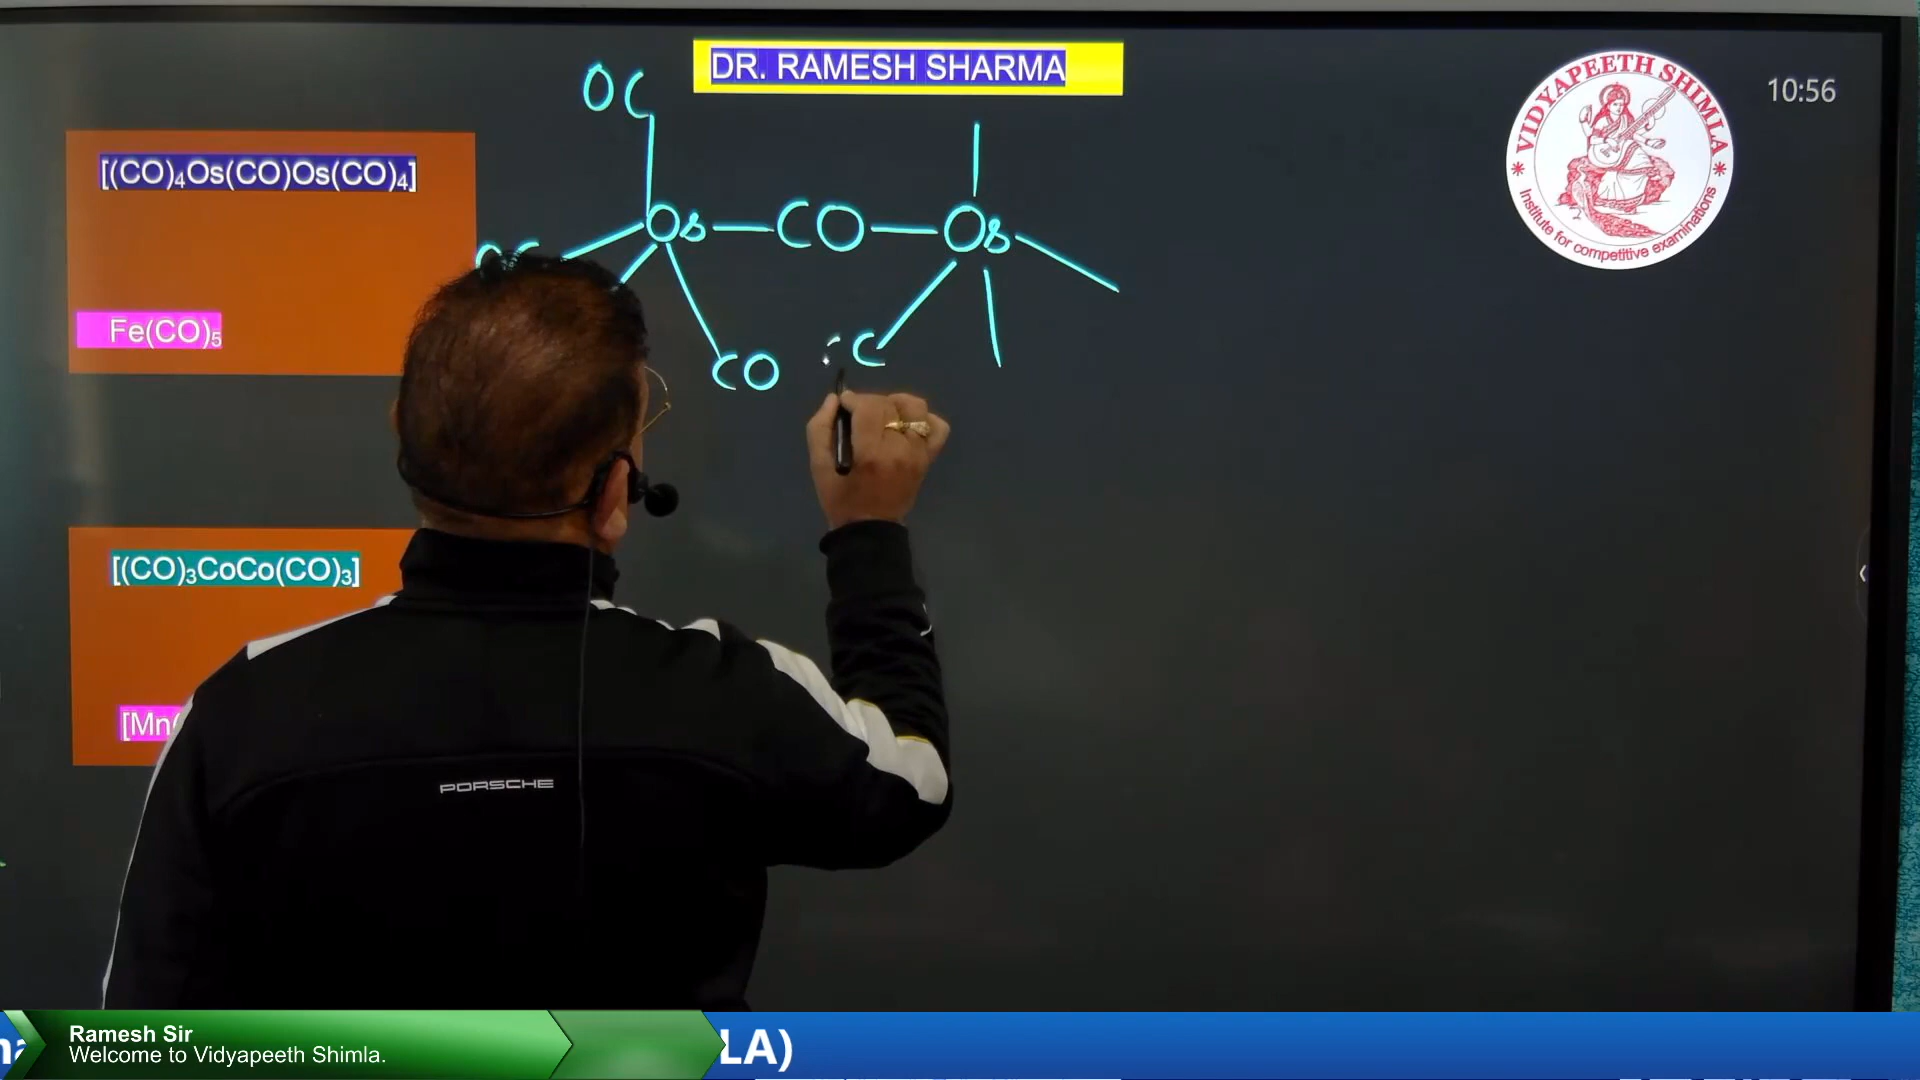 DR. RAMESH SHARMA
10:56
VIDYAPEETH SHIMLA
Institute for competitive examinations
[(CO)₄Os(CO)Os(CO)₄]
Fe(CO)₅
[(CO)₃CoCo(CO)₃]
[Mn(
OC
Os—CO—Os
OC
CO
C
PORSCHE
Ramesh Sir
Welcome to Vidyapeeth Shimla.
LA)